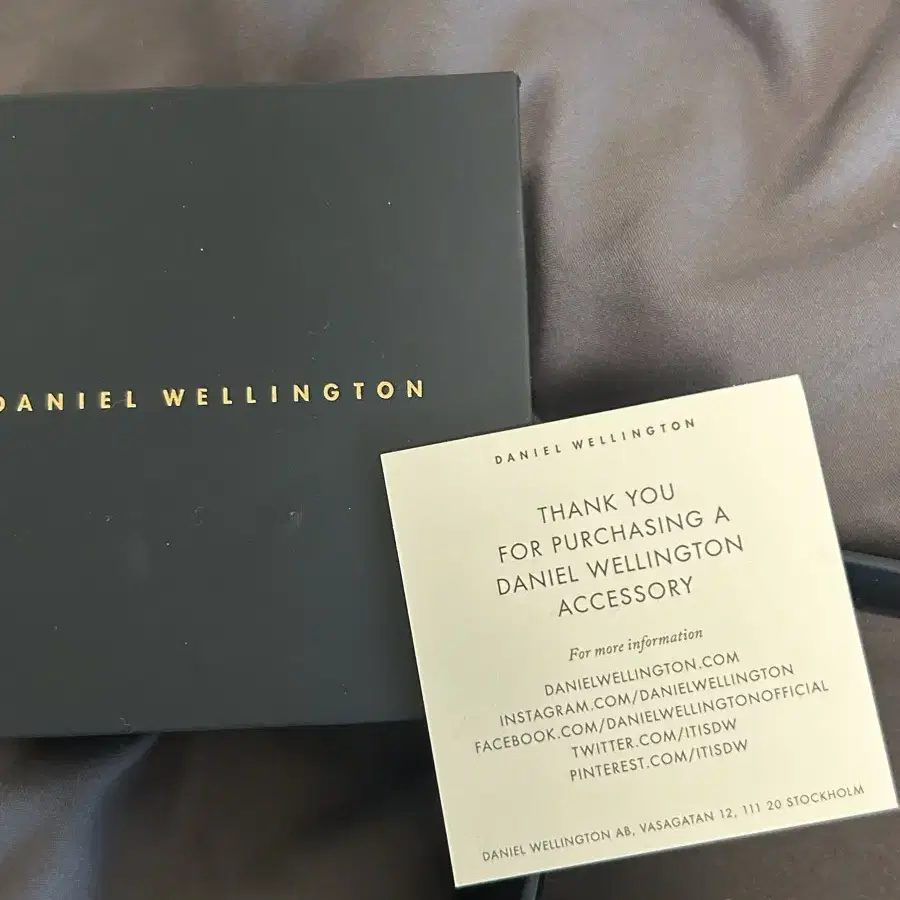 DANIEL WELLINGTON
DANIEL WELLINGTON
THANK YOU
FOR PURCHASING A
DANIEL WELLINGTON
ACCESSORY
For more information
DANIELWELLINGTON.COM
INSTAGRAM.COM/DANIELWELLINGTON
FACEBOOK.COM/DANIELWELLINGTONOFFICIAL
TWITTER.COM/ITISDW
PINTEREST.COM/ITISDW
DANIEL WELLINGTON AB, VASAGATAN 12, 111 20 STOCKHOLM